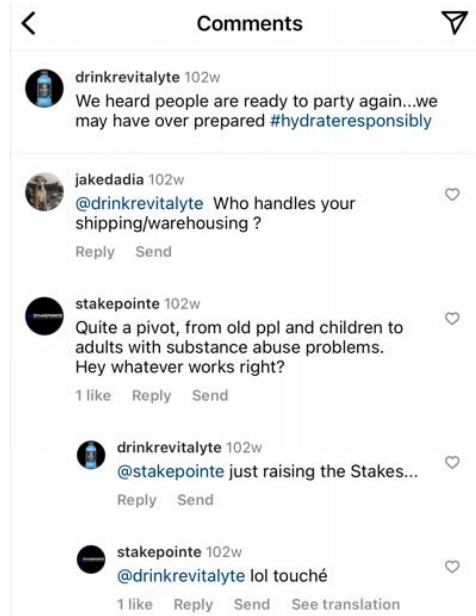 Comments
drinkrevitalyte 102w
We heard people are ready to party again...we
may have over prepared #hydrateresponsibly
jakedadia 102w
@drinkrevitalyte Who handles your
shipping/warehousing ?
Reply Send
stakepointe 102w
Quite a pivot, from old ppl and children to
adults with substance abuse problems.
Hey whatever works right?
1 like Reply Send
drinkrevitalyte 102w
@stakepointe just raising the Stakes...
Reply Send
stakepointe 102w
@drinkrevitalyte lol touché
1 like Reply Send See translation